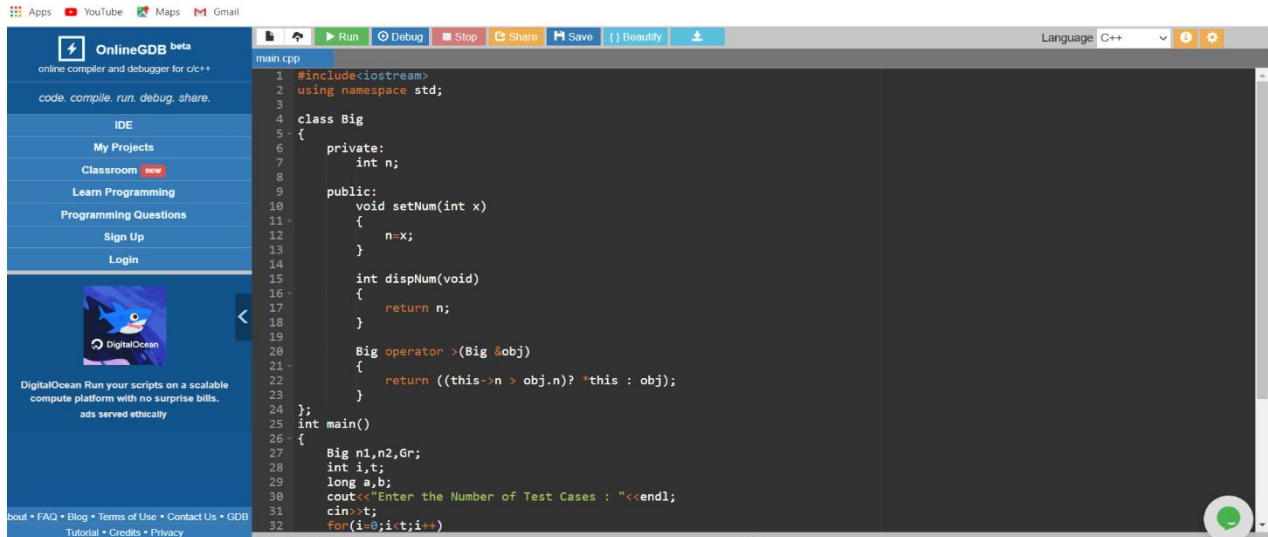 Apps YouTube Maps Gmail
OnlineGDB beta
online compiler and debugger for c/c++
code. compile. run. debug. share.
IDE
My Projects
Classroom new
Learn Programming
Programming Questions
Sign Up
Login
DigitalOcean
DigitalOcean Run your scripts on a scalable
compute platform with no surprise bills.
ads served ethically
bout • FAQ • Blog • Terms of Use • Contact Us • GDB
Tutorial • Credits • Privacy
Run Debug Stop Share Save {} Beautify
Language C++
main.cpp
1 #include<iostream>
2 using namespace std;
3
4 class Big
5 {
6 private:
7 int n;
8
9 public:
10 void setNum(int x)
11 {
12 n=x;
13 }
14
15 int dispNum(void)
16 {
17 return n;
18 }
19
20 Big operator >(Big &obj)
21 {
22 return ((this->n > obj.n)? *this : obj);
23 }
24 };
25 int main()
26 {
27 Big n1,n2,Gr;
28 int i,t;
29 long a,b;
30 cout<<"Enter the Number of Test Cases : "<<endl;
31 cin>>t;
32 for(i=0;i<t;i++)